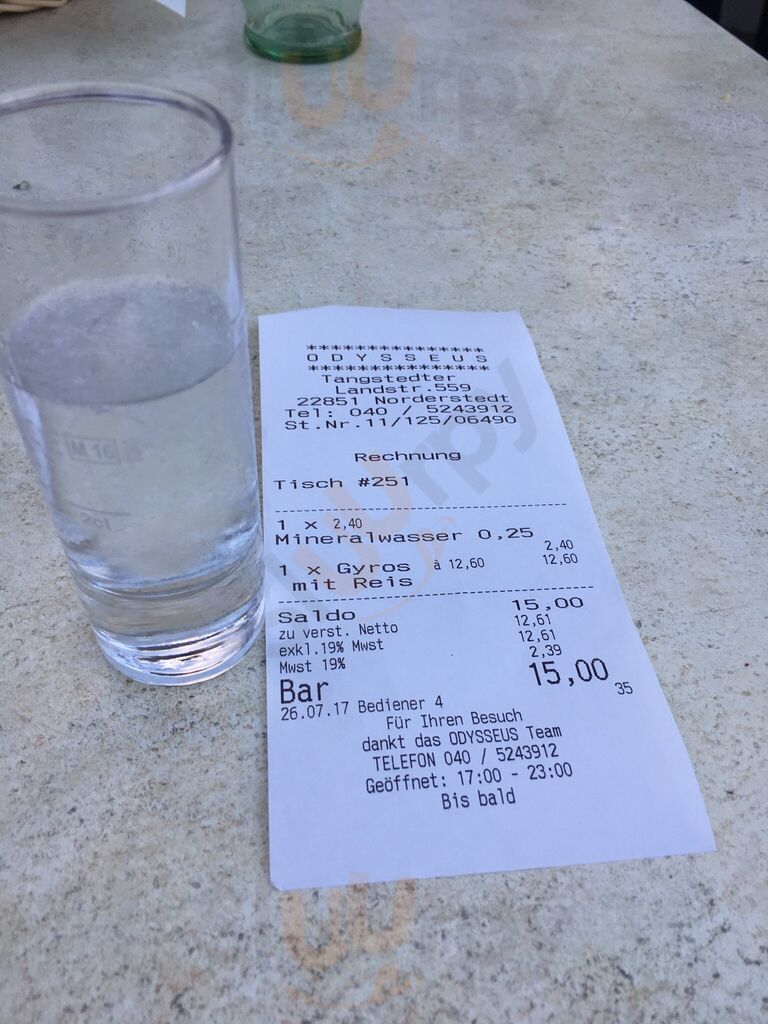 wurpy
M 16
***************
O D Y S S E U S
***************
Tangstedter
Landstr.559
22851 Norderstedt
Tel: 040 / 5243912
St.Nr.11/125/06490
Rechnung
Tisch #251
1 x 2,40
Mineralwasser 0,25 2,40
1 x Gyros à 12,60 12,60
mit Reis
Saldo 15,00
zu verst. Netto 12,61
exkl.19% Mwst 12,61
Mwst 19% 2,39
Bar 15,00
26.07.17 Bediener 4 35
Für Ihren Besuch
dankt das ODYSSEUS Team
TELEFON 040 / 5243912
Geöffnet: 17:00 - 23:00
Bis bald
wurpy